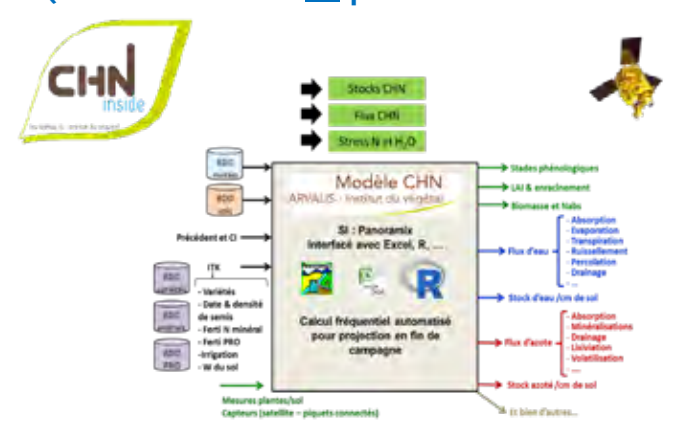 CHN
inside
Stocks CHN
Flux CHN
Stress N et H₂O
Modèle CHN
ARVALIS - Institut du végétal
SI : Panoramix
Interfacé avec Excel, R, ...
R
Calcul fréquentiel automatisé
pour projection en fin de
campagne
BDD
BDD
Précédent et CI
ITK
BDD
BDD
BDD
PRO
- Variétés
- Date & densité
de semis
- Ferti N minéral
- Ferti PRO
-Irrigation
- W du sol
Mesures plantes/sol
Capteurs (satellite – piquets connectés)
Stades phénologiques
LAI & enracinement
Biomasse et Nabs
Flux d'eau
- Absorption
- Evaporation
- Transpiration
- Ruissellement
- Percolation
- Drainage
- ...
Stock d'eau /cm de sol
Flux d'azote
- Absorption
- Minéralisations
- Drainage
- Lixiviation
- Volatilisation
- ....
Stock azoté /cm de sol
Et bien d'autres...